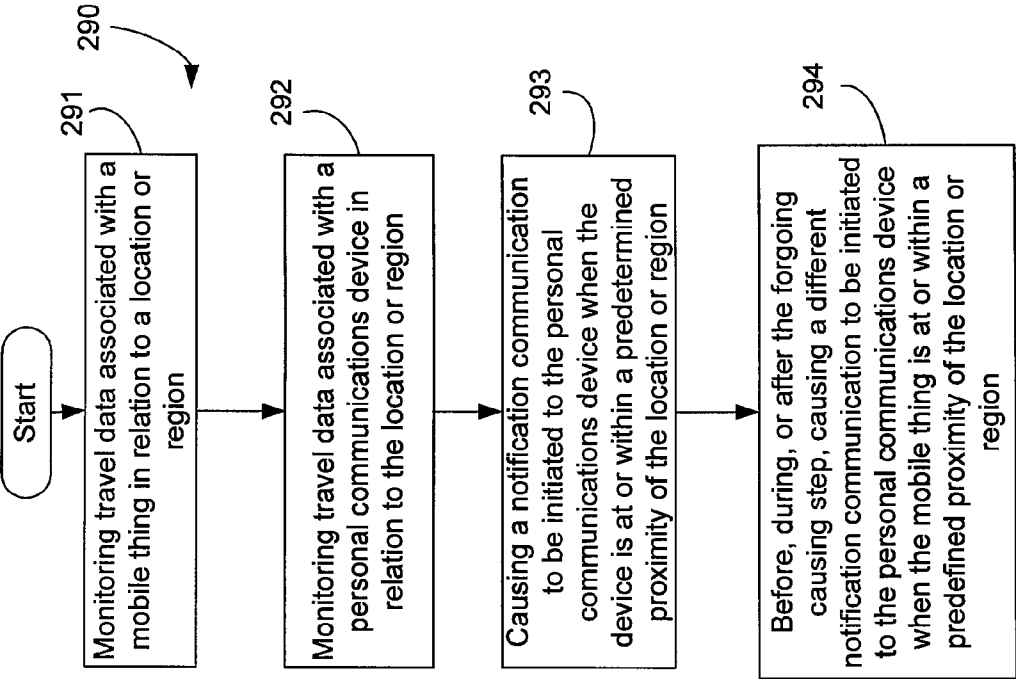 Start
290
291
Monitoring travel data associated with a
mobile thing in relation to a location or
region
292
Monitoring travel data associated with a
personal communications device in
relation to the location or region
293
Causing a notification communication
to be initiated to the personal
communications device when the
device is at or within a predetermined
proximity of the location or region
294
Before, during, or after the forgoing
causing step, causing a different
notification communication to be initiated
to the personal communications device
when the mobile thing is at or within a
predefined proximity of the location or
region